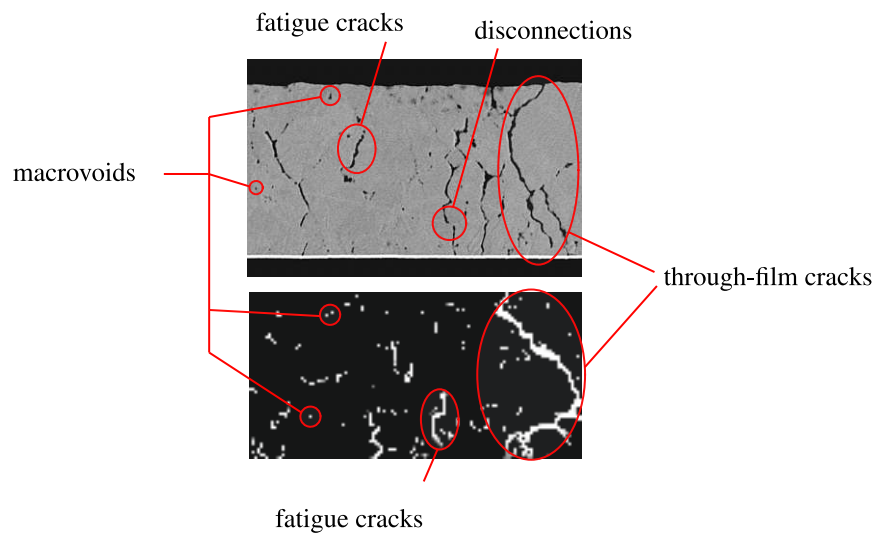 fatigue cracks
disconnections
macrovoids
through-film cracks
fatigue cracks